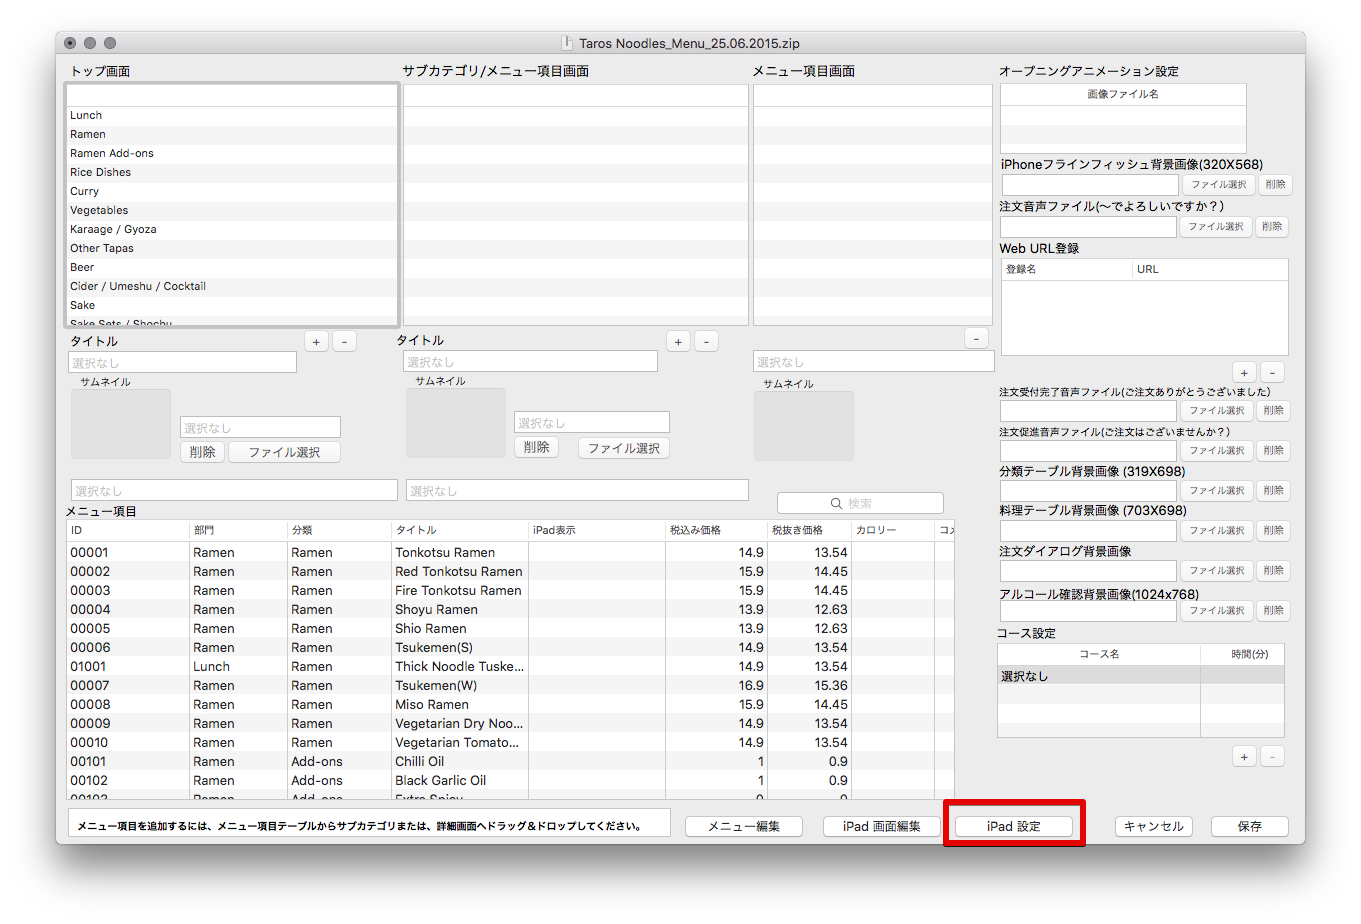 Taros Noodles_Menu_25.06.2015.zip
トップ画面
Lunch
Ramen
Ramen Add-ons
Rice Dishes
Curry
Vegetables
Karaage / Gyoza
Other Tapas
Beer
Cider / Umeshu / Cocktail
Sake
Sake Sets / Shochu
タイトル
+ -
選択なし
サムネイル
選択なし
削除 ファイル選択
選択なし
サブカテゴリ/メニュー項目画面
タイトル
+ -
選択なし
サムネイル
選択なし
削除 ファイル選択
選択なし
メニュー項目画面
-
選択なし
サムネイル
検索
メニュー項目
ID 部門 分類 タイトル iPad表示 税込み価格 税抜き価格 カロリー コメ
00001 Ramen Ramen Tonkotsu Ramen 14.9 13.54
00002 Ramen Ramen Red Tonkotsu Ramen 15.9 14.45
00003 Ramen Ramen Fire Tonkotsu Ramen 15.9 14.45
00004 Ramen Ramen Shoyu Ramen 13.9 12.63
00005 Ramen Ramen Shio Ramen 13.9 12.63
00006 Ramen Ramen Tsukemen(S) 14.9 13.54
01001 Lunch Ramen Thick Noodle Tuske... 14.9 13.54
00007 Ramen Ramen Tsukemen(W) 16.9 15.36
00008 Ramen Ramen Miso Ramen 15.9 14.45
00009 Ramen Ramen Vegetarian Dry Noo... 14.9 13.54
00010 Ramen Ramen Vegetarian Tomato... 14.9 13.54
00101 Ramen Add-ons Chilli Oil 1 0.9
00102 Ramen Add-ons Black Garlic Oil 1 0.9
00103 Ramen Add-ons Extra Spicy 0 0
オープニングアニメーション設定
画像ファイル名
iPhoneフラインフィッシュ背景画像(320X568)
ファイル選択 削除
注文音声ファイル(〜でよろしいですか？)
ファイル選択 削除
Web URL登録
登録名 URL
+ -
注文受付完了音声ファイル(ご注文ありがとうございました)
ファイル選択 削除
注文促進音声ファイル(ご注文はございませんか？)
ファイル選択 削除
分類テーブル背景画像 (319X698)
ファイル選択 削除
料理テーブル背景画像 (703X698)
ファイル選択 削除
注文ダイアログ背景画像
ファイル選択 削除
アルコール確認背景画像(1024x768)
ファイル選択 削除
コース設定
コース名 時間(分)
選択なし
+ -
メニュー項目を追加するには、メニュー項目テーブルからサブカテゴリまたは、詳細画面へドラッグ＆ドロップしてください。
メニュー編集 iPad 画面編集 iPad 設定 キャンセル 保存